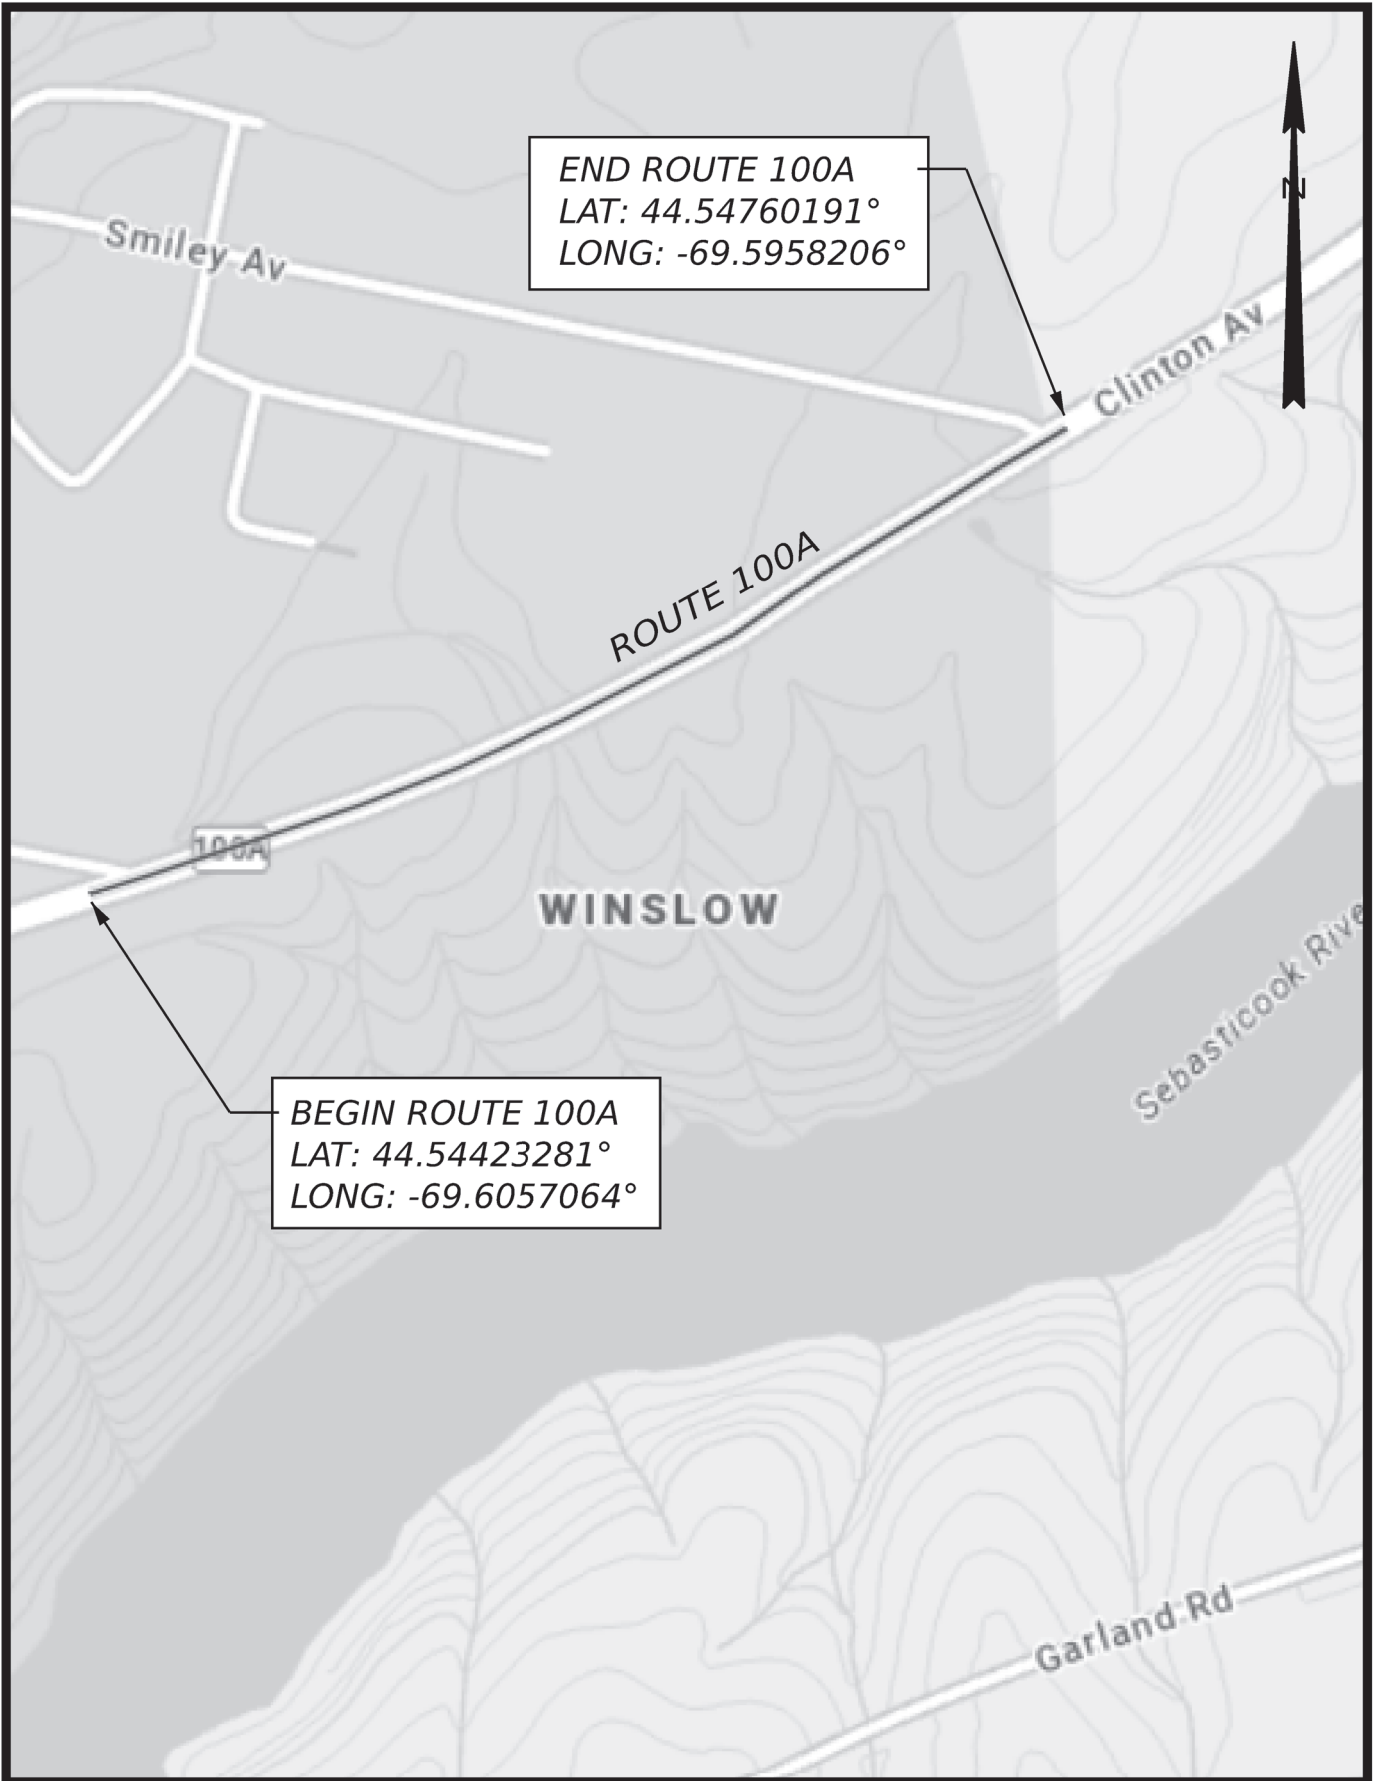 N
END ROUTE 100A
LAT: 44.54760191°
LONG: -69.5958206°
Smiley Av
Clinton Av
ROUTE 100A
100A
WINSLOW
Sebasticook Rive
BEGIN ROUTE 100A
LAT: 44.54423281°
LONG: -69.6057064°
Garland Rd